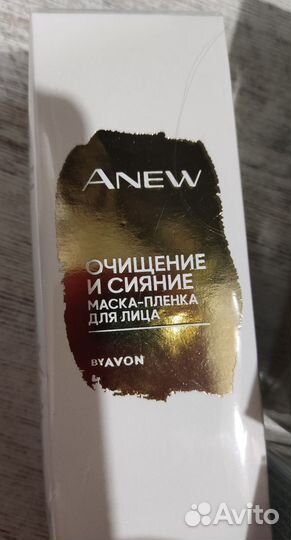 ANEW
ОЧИЩЕНИЕ
И СИЯНИЕ
МАСКА-ПЛЕНКА
ДЛЯ ЛИЦА
BY AVON
Avito